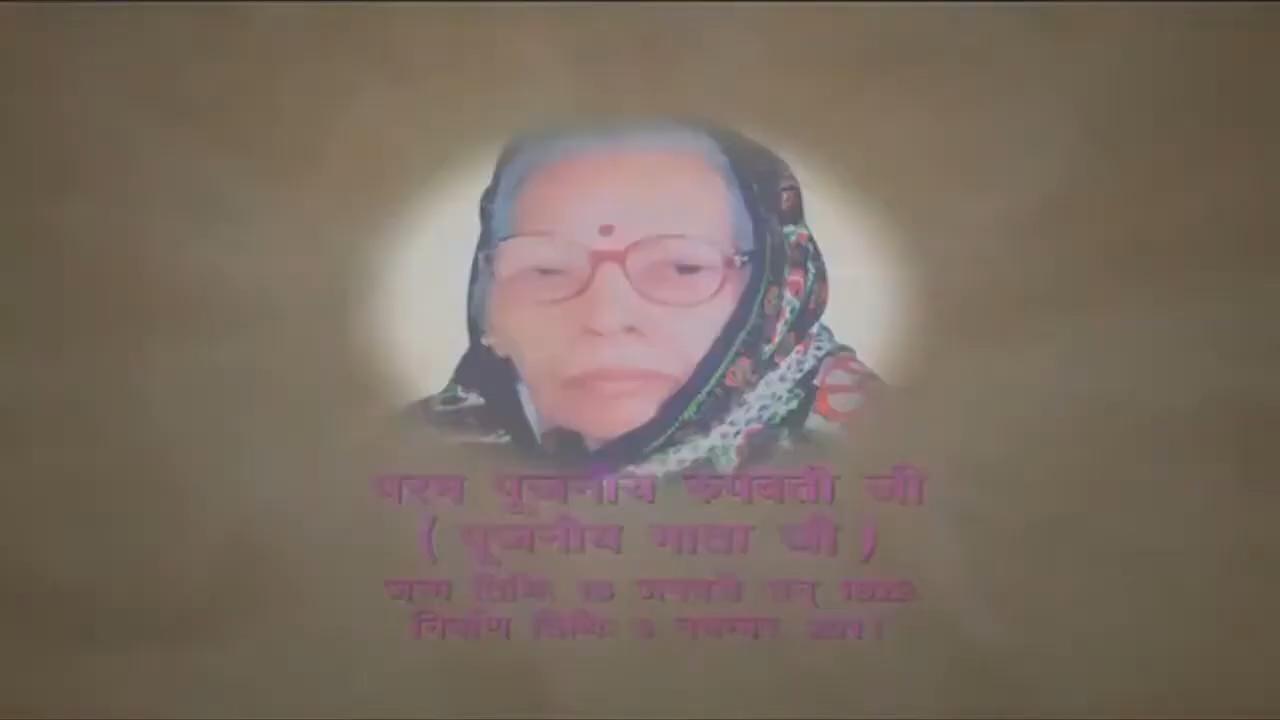 परम पूजनीय रुपवती जी
( पूजनीय माता जी )
जन्म तिथि: जनवरी सन्
निर्वाण तिथि: नवम्बर